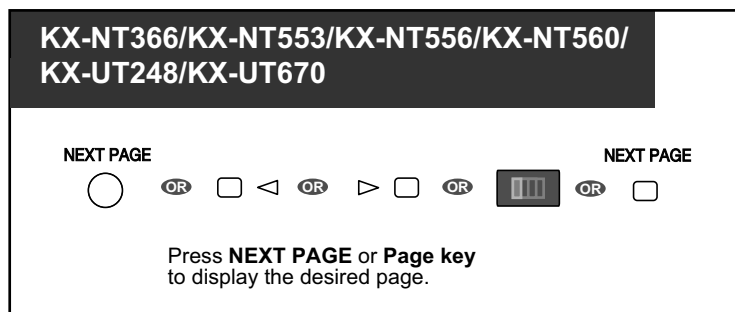 KX-NT366/KX-NT553/KX-NT556/KX-NT560/
KX-UT248/KX-UT670
NEXT PAGE
NEXT PAGE
OR OR OR OR
Press NEXT PAGE or Page key
to display the desired page.